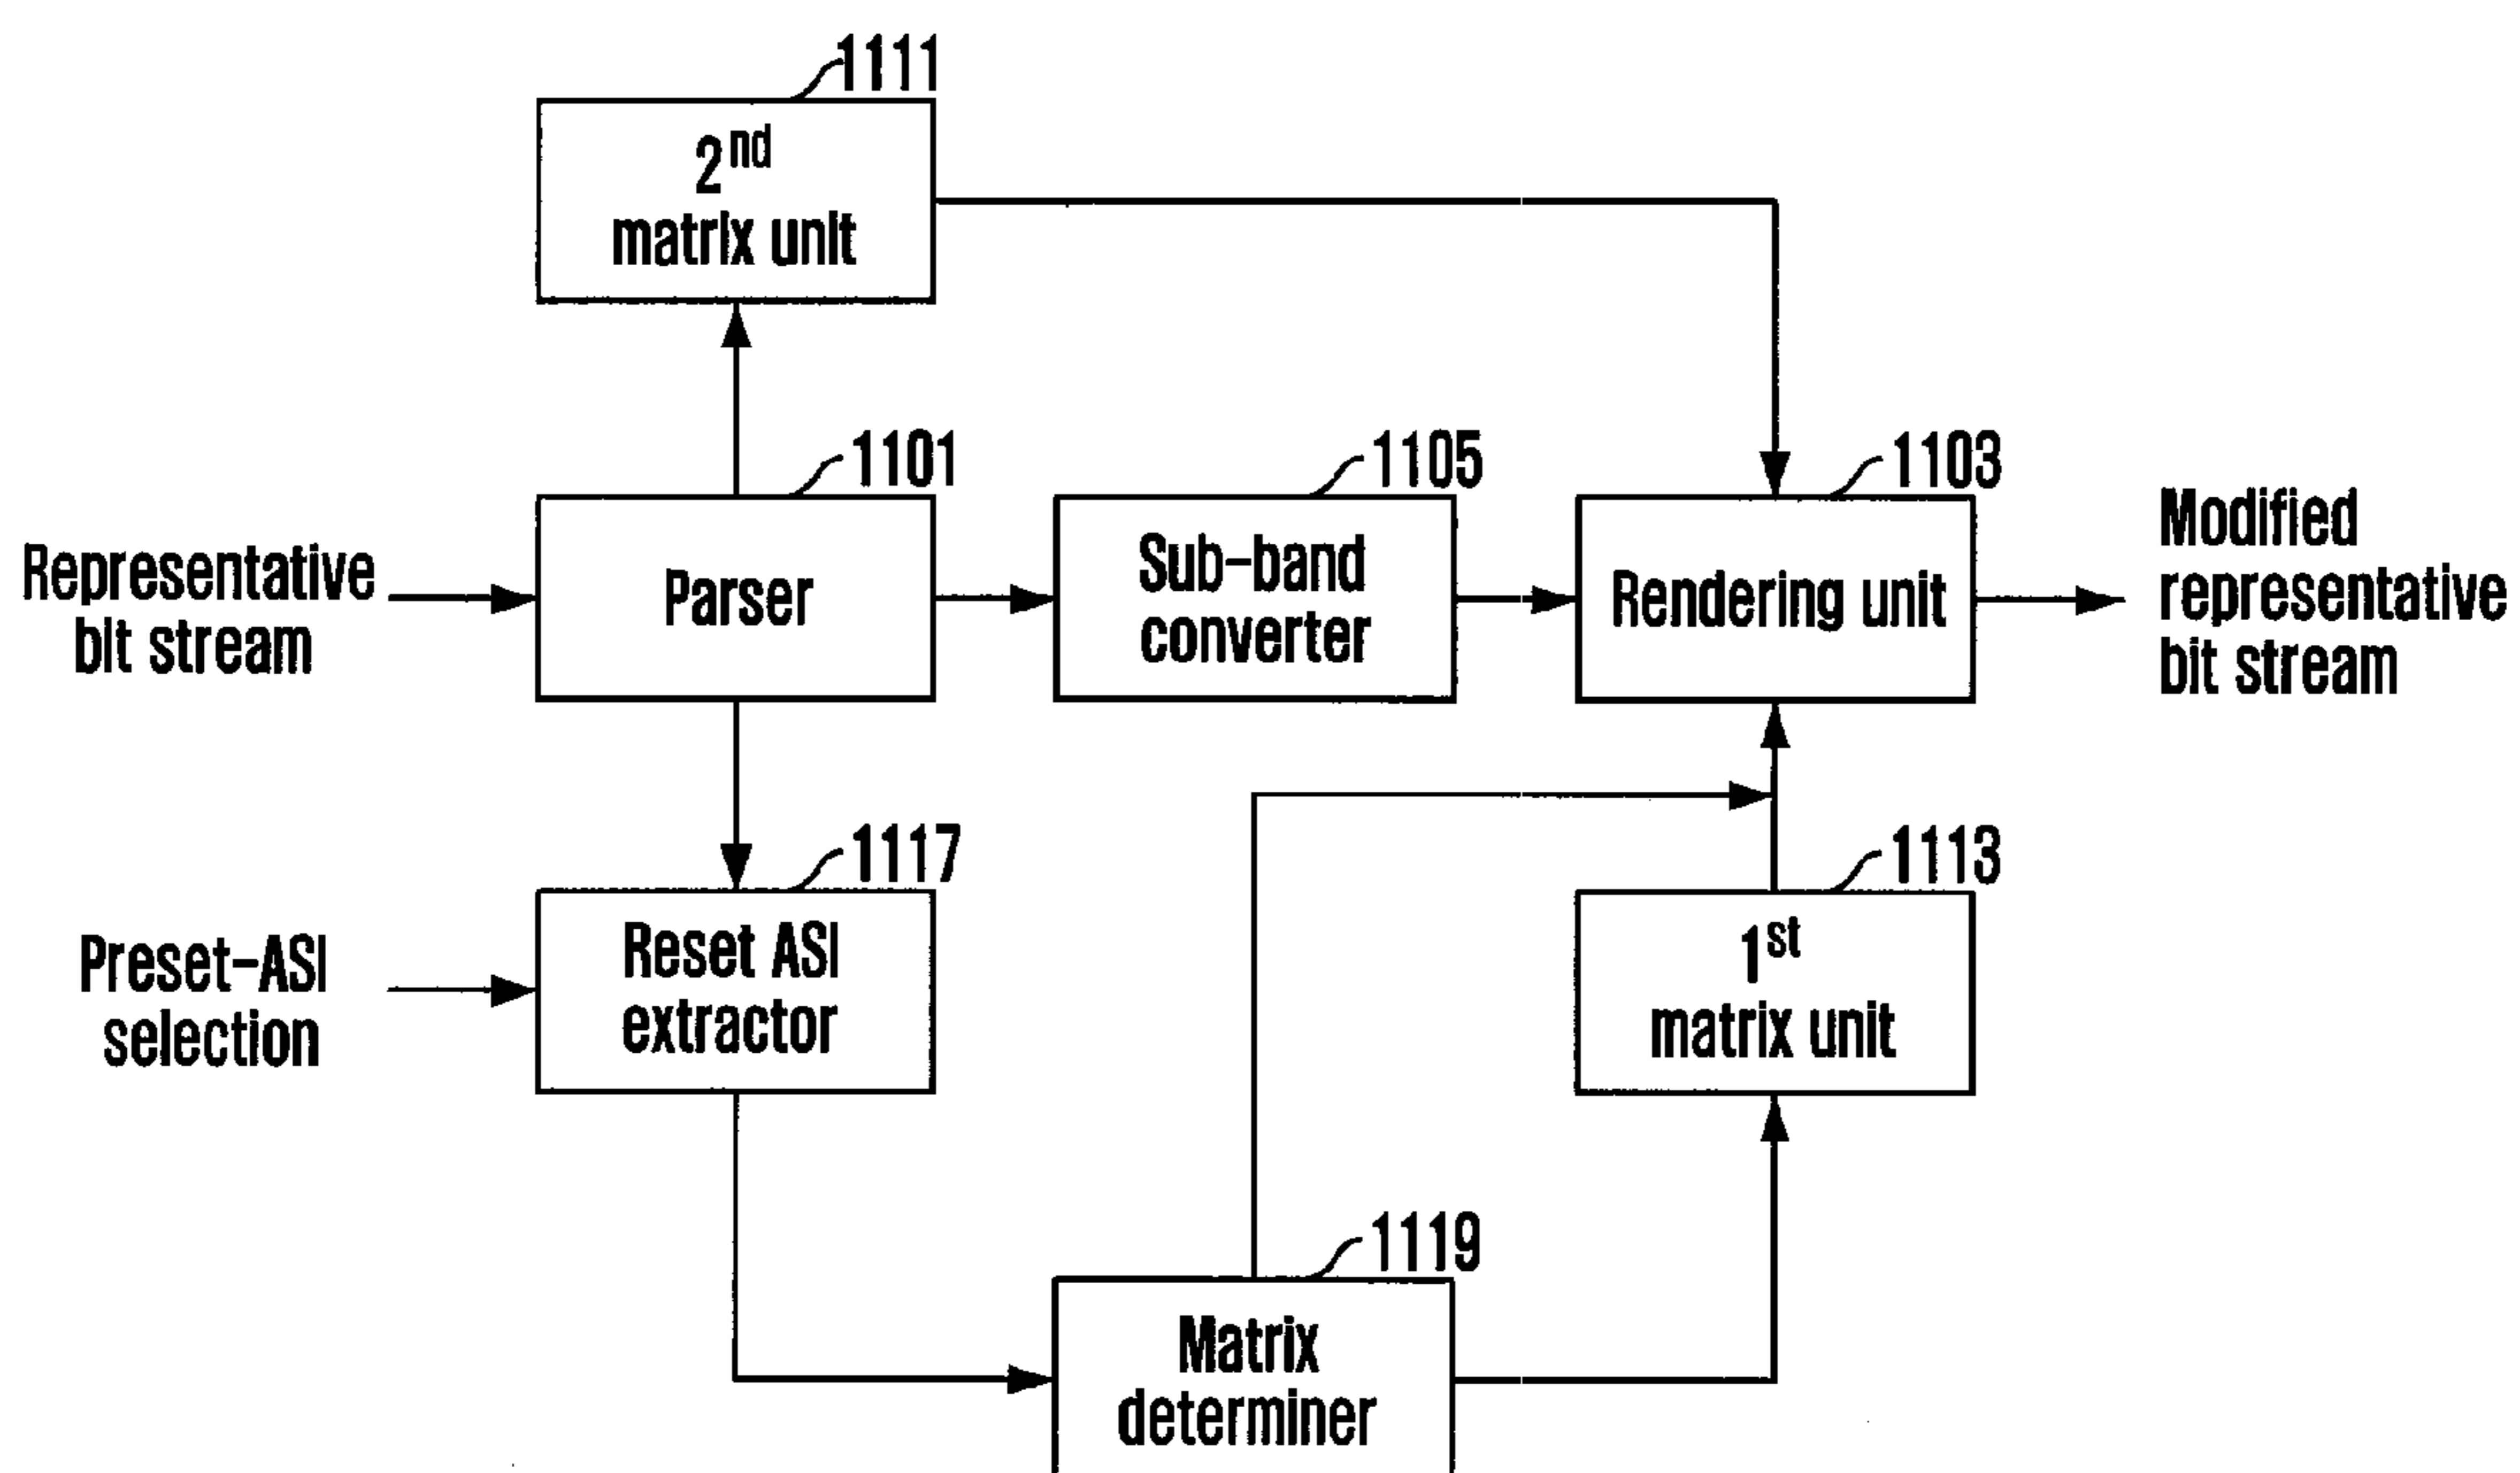 1111
2nd
matrix unit
1101
1105
1103
Representative
bit stream
Parser
Sub-band
converter
Rendering unit
Modified
representative
bit stream
1117
1113
Preset-ASI
selection
Reset ASI
extractor
1st
matrix unit
1119
Matrix
determiner